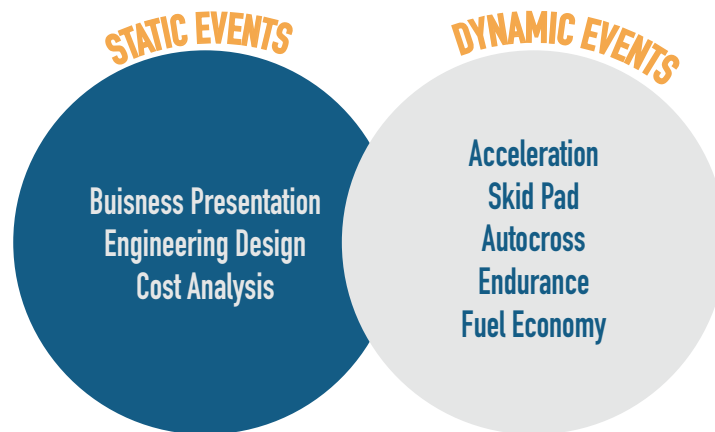 STATIC EVENTS
Buisness Presentation
Engineering Design
Cost Analysis
DYNAMIC EVENTS
Acceleration
Skid Pad
Autocross
Endurance
Fuel Economy